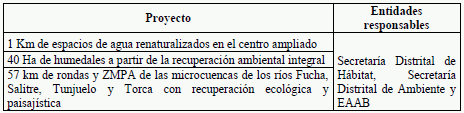 Proyecto
Entidades
responsables
1 Km de espacios de agua renaturalizados en el centro ampliado
40 Ha de humedales a partir de la recuperación ambiental integral
57 km de rondas y ZMPA de las microcuencas de los ríos Fucha,
Salitre, Tunjuelo y Torca con recuperación ecológica y
paisajística
Secretaría Distrital de
Hábitat, Secretaría
Distrital de Ambiente y
EAAB